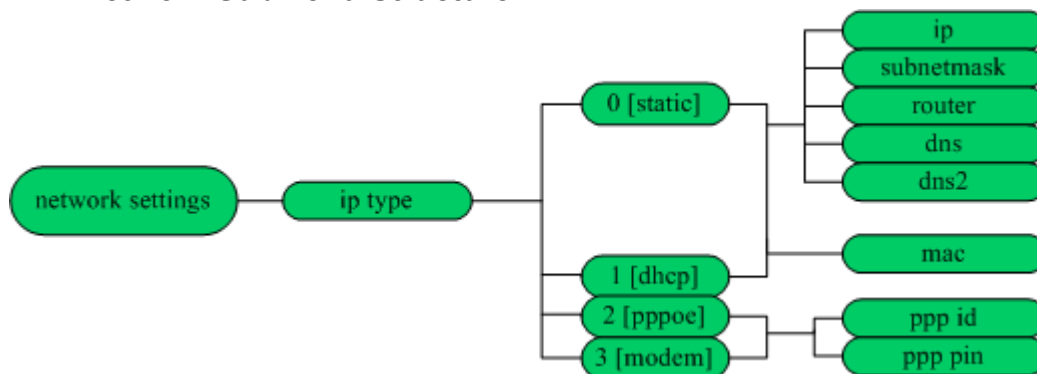 network settings
ip type
0 [static]
1 [dhcp]
2 [pppoe]
3 [modem]
ip
subnetmask
router
dns
dns2
mac
ppp id
ppp pin